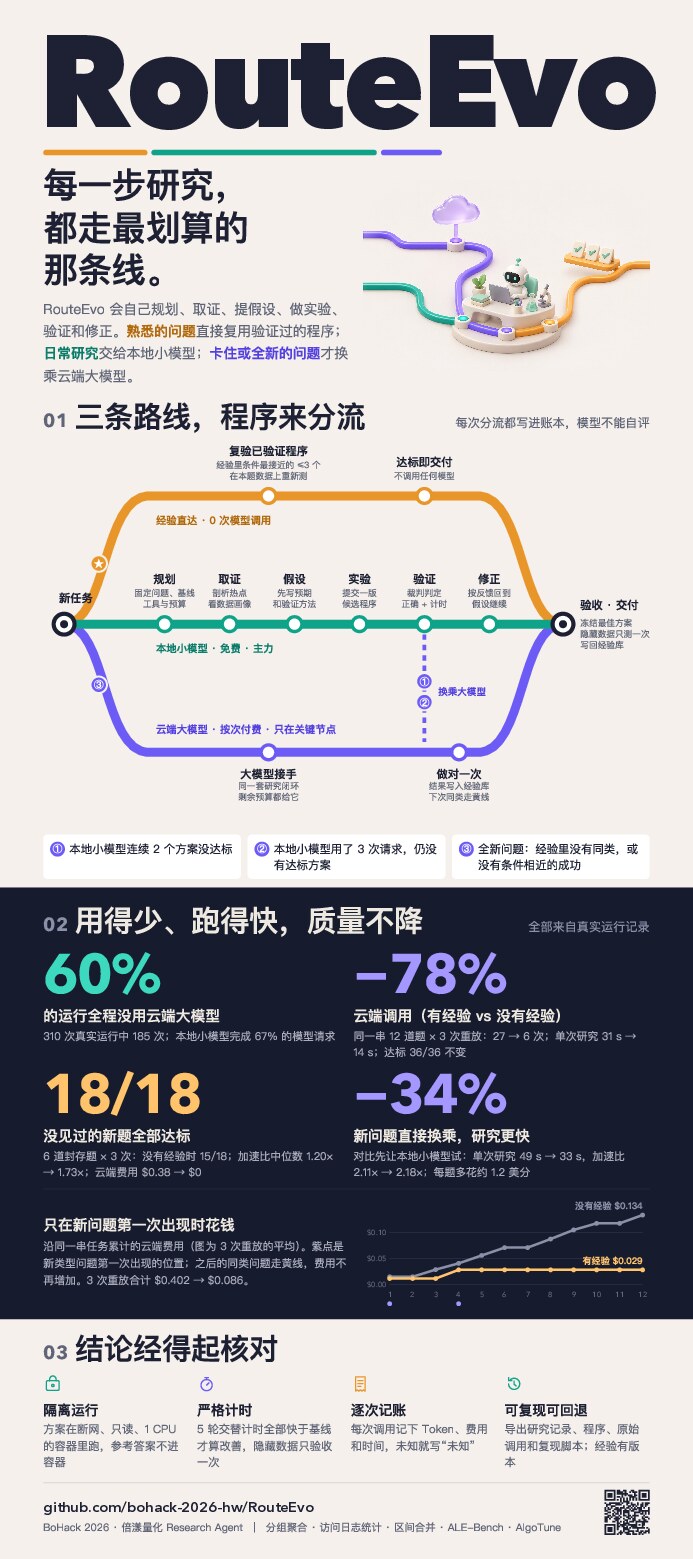 RouteEvo
每一步研究，
都走最划算的
那条线。
RouteEvo 会自己规划、取证、提假设、做实验、
验证和修正。熟悉的问题直接复用验证过的程序；
日常研究交给本地小模型；卡住或全新的问题才换
乘云端大模型。
01 三条路线，程序来分流
每次分流都写进账本，模型不能自评
复验已验证程序
经验里条件最接近的 ≤3 个
在本题数据上重新测
达标即交付
不调用任何模型
经验直达 · 0 次模型调用
新任务
规划
固定问题、基线
工具与预算
取证
剖析热点
看数据画像
假设
先写预期
和验证方法
实验
提交一版
候选程序
验证
裁判判定
正确 + 计时
修正
按反馈回到
假设继续
验收 · 交付
冻结最佳方案
隐藏数据只测一次
写回经验库
本地小模型 · 免费 · 主力
③
①
②
换乘大模型
云端大模型 · 按次付费 · 只在关键节点
大模型接手
同一套研究闭环
剩余预算都给它
做对一次
结果写入经验库
下次同类走黄线
① 本地小模型连续 2 个方案没达标
② 本地小模型用了 3 次请求，仍没
有达标方案
③ 全新问题：经验里没有同类，或
没有条件相近的成功
02 用得少、跑得快，质量不降
全部来自真实运行记录
60%
的运行全程没用云端大模型
310 次真实运行中 185 次；本地小模型完成 67% 的模型请求
−78%
云端调用（有经验 vs 没有经验）
同一串 12 道题 × 3 次重放：27 → 6 次；单次研究 31 s →
14 s；达标 36/36 不变
18/18
没见过的新题全部达标
6 道封存题 × 3 次：没有经验时 15/18；加速比中位数 1.20×
→ 1.73×；云端费用 $0.38 → $0
−34%
新问题直接换乘，研究更快
对比先让本地小模型试：单次研究 49 s → 33 s，加速比
2.11× → 2.18×；每题多花约 1.2 美分
只在新问题第一次出现时花钱
沿同一串任务累计的云端费用（图为 3 次重放的平均）。紫点是
新类型问题第一次出现的位置；之后的同类问题走黄线，费用不
再增加。3 次重放合计 $0.402 → $0.086。
没有经验 $0.134
$0.10
$0.05
有经验 $0.029
$0.00
1 2 3 4 5 6 7 8 9 10 11 12
03 结论经得起核对
隔离运行
方案在断网、只读、1 CPU
的容器里跑，参考答案不进
容器
严格计时
5 轮交替计时全部快于基线
才算改善，隐藏数据只验收
一次
逐次记账
每次调用记下 Token、费用
和时间，未知就写“未知”
可复现可回退
导出研究记录、程序、原始
调用和复现脚本；经验有版
本
github.com/bohack-2026-hw/RouteEvo
BoHack 2026 · 倍漾量化 Research Agent | 分组聚合 · 访问日志统计 · 区间合并 · ALE-Bench · AlgoTune